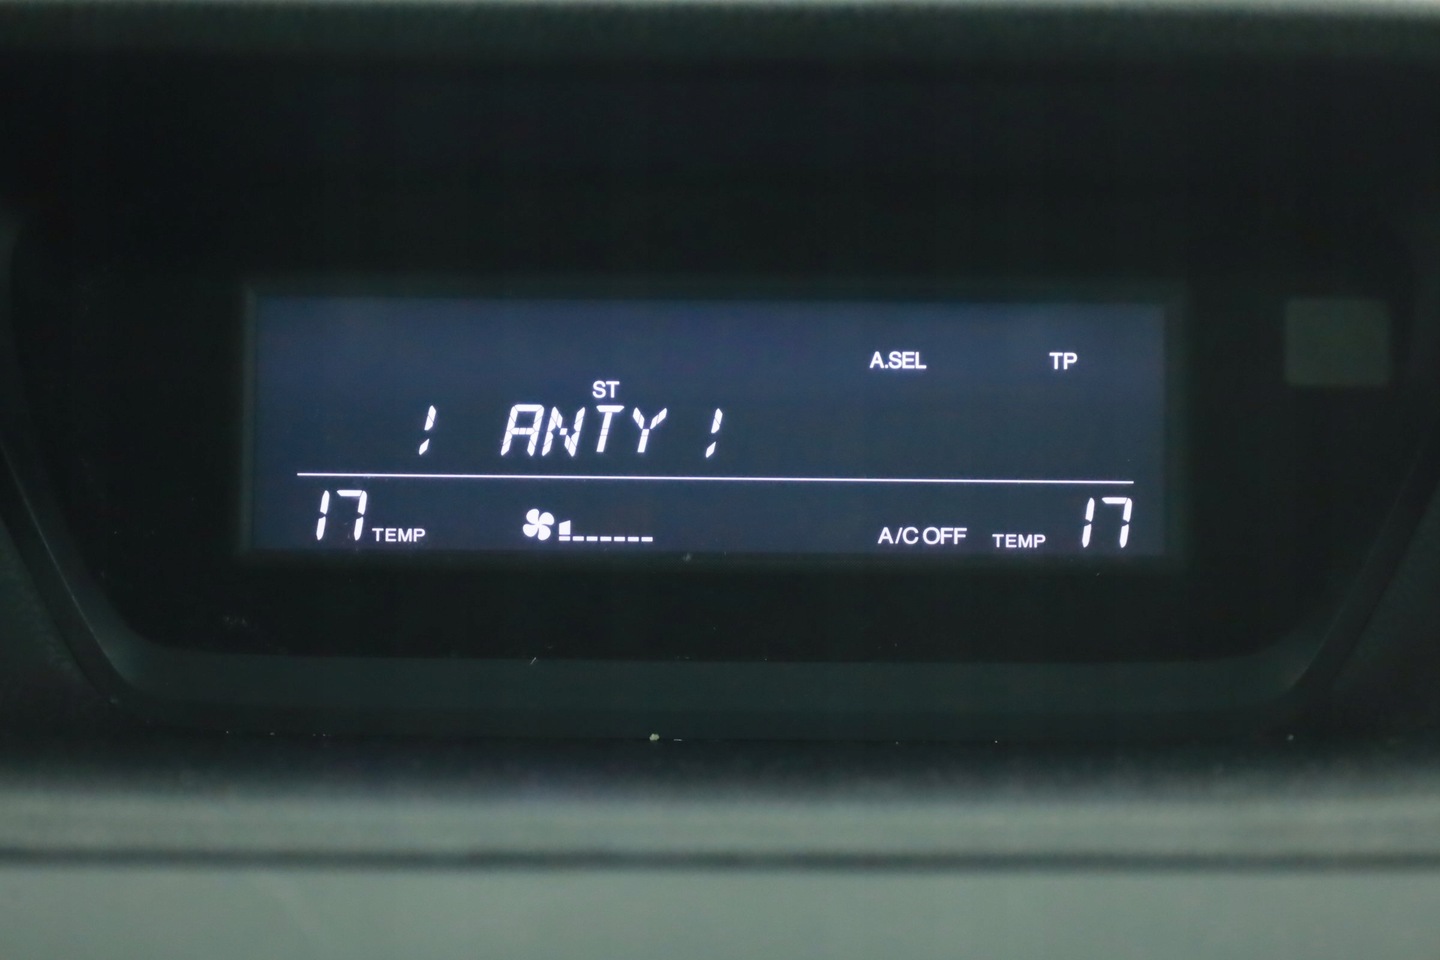 A.SEL TP
ST
! ANTY !
17 TEMP A/C OFF TEMP 17